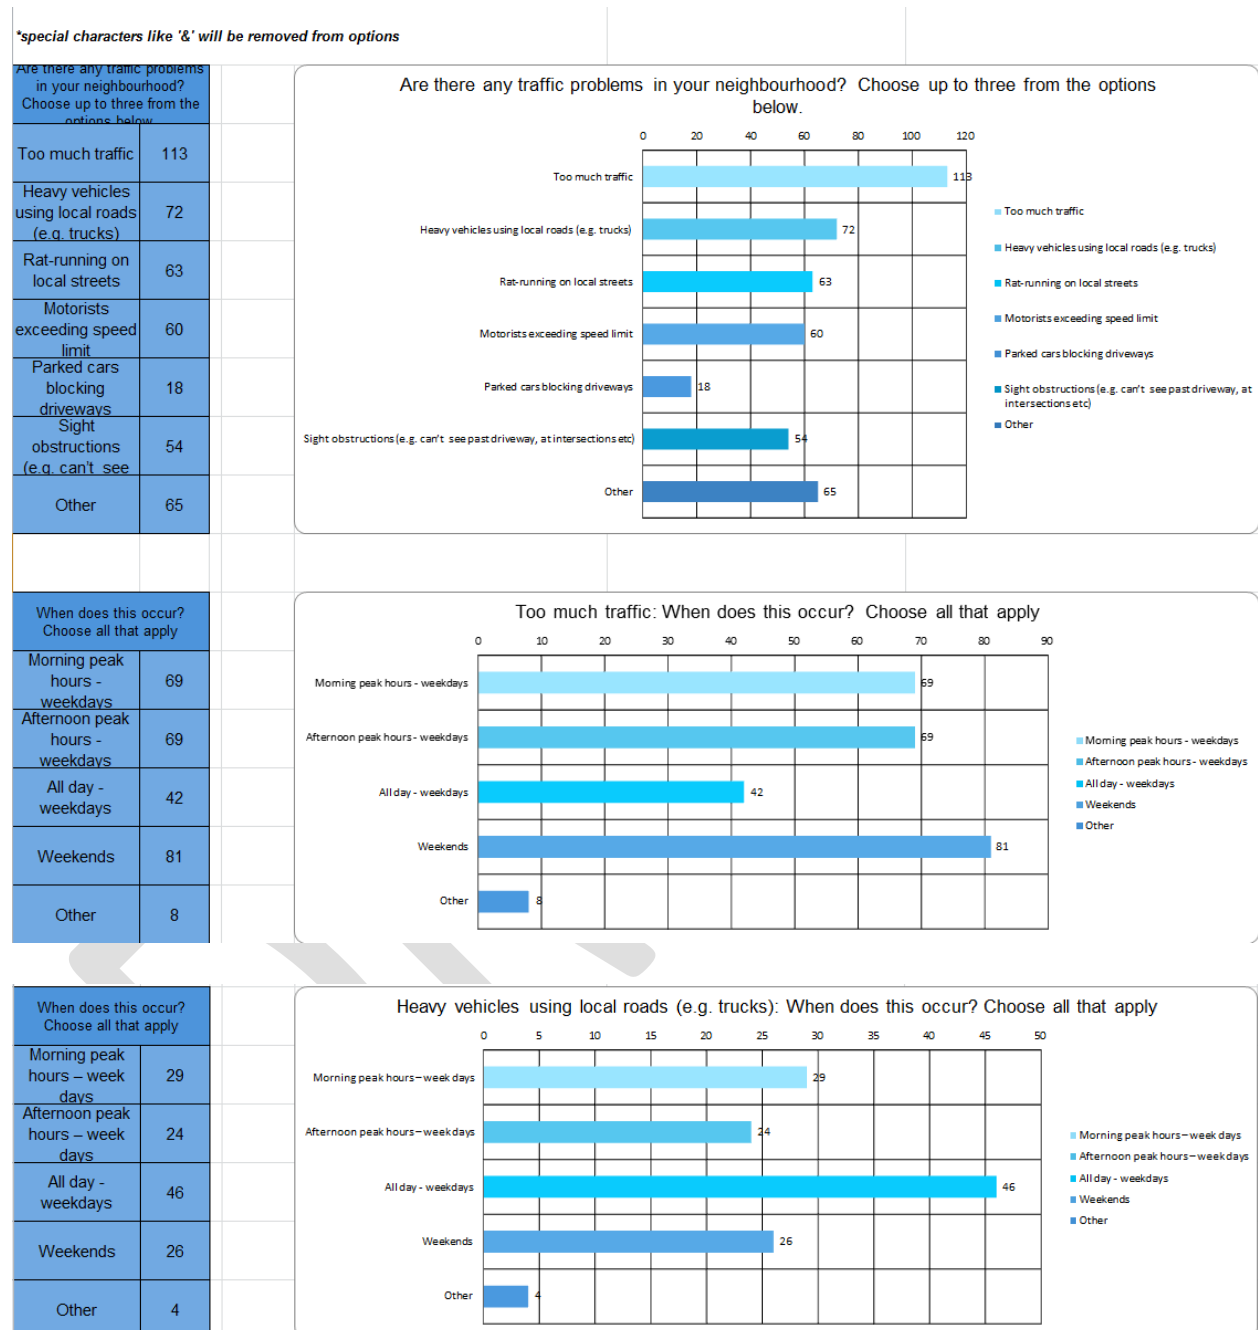 *special characters like '&' will be removed from options
Are there any traffic problems
in your neighbourhood?
Choose up to three from the
options below
Too much traffic
113
Heavy vehicles
using local roads
(e.g. trucks)
72
Rat-running on
local streets
63
Motorists
exceeding speed
limit
60
Parked cars
blocking
driveways
18
Sight
obstructions
(e.g. can't see
54
Other
65
Are there any traffic problems in your neighbourhood? Choose up to three from the options
below.
0 20 40 60 80 100 120
Too much traffic
113
Heavy vehicles using local roads (e.g. trucks)
72
Rat-running on local streets
63
Motorists exceeding speed limit
60
Parked cars blocking driveways
18
Sight obstructions (e.g. can't see past driveway, at intersections etc)
54
Other
65
Too much traffic
Heavy vehicles using local roads (e.g. trucks)
Rat-running on local streets
Motorists exceeding speed limit
Parked cars blocking driveways
Sight obstructions (e.g. can't see past driveway, at
intersections etc)
Other
When does this occur?
Choose all that apply
Morning peak
hours -
weekdays
69
Afternoon peak
hours -
weekdays
69
All day -
weekdays
42
Weekends
81
Other
8
Too much traffic: When does this occur? Choose all that apply
0 10 20 30 40 50 60 70 80 90
Morning peak hours - weekdays
69
Afternoon peak hours - weekdays
69
All day - weekdays
42
Weekends
81
Other
8
Morning peak hours - weekdays
Afternoon peak hours - weekdays
All day - weekdays
Weekends
Other
When does this occur?
Choose all that apply
Morning peak
hours – week
days
29
Afternoon peak
hours – week
days
24
All day -
weekdays
46
Weekends
26
Other
4
Heavy vehicles using local roads (e.g. trucks): When does this occur? Choose all that apply
0 5 10 15 20 25 30 35 40 45 50
Morning peak hours – week days
29
Afternoon peak hours – week days
24
All day - weekdays
46
Weekends
26
Other
4
Morning peak hours – week days
Afternoon peak hours – week days
All day - weekdays
Weekends
Other